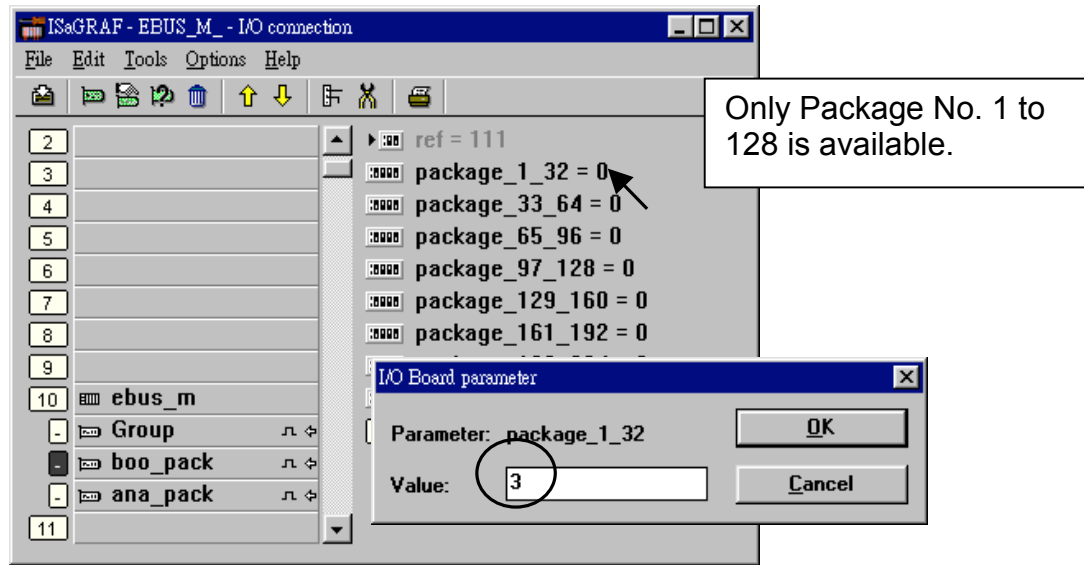 ISaGRAF - EBUS_M_ - I/O connection
File Edit Tools Options Help
Only Package No. 1 to
128 is available.
2
3
4
5
6
7
8
9
10 ebus_m
- Group
- boo_pack
- ana_pack
11
ref = 111
package_1_32 = 0
package_33_64 = 0
package_65_96 = 0
package_97_128 = 0
package_129_160 = 0
package_161_192 = 0
I/O Board parameter
Parameter: package_1_32
Value: 3
OK
Cancel